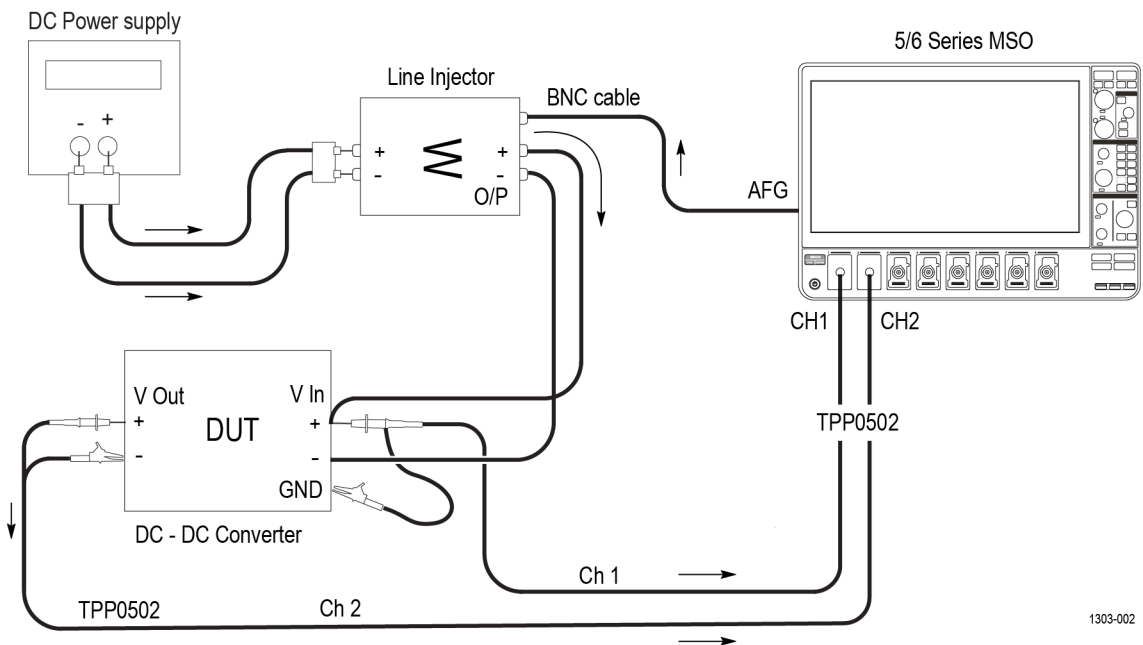 DC Power supply
- +
Line Injector
+
-
+
-
O/P
BNC cable
AFG
5/6 Series MSO
CH1
CH2
TPP0502
V Out
+
-
DUT
V In
+
-
GND
DC - DC Converter
Ch 1
TPP0502
Ch 2
1303-002